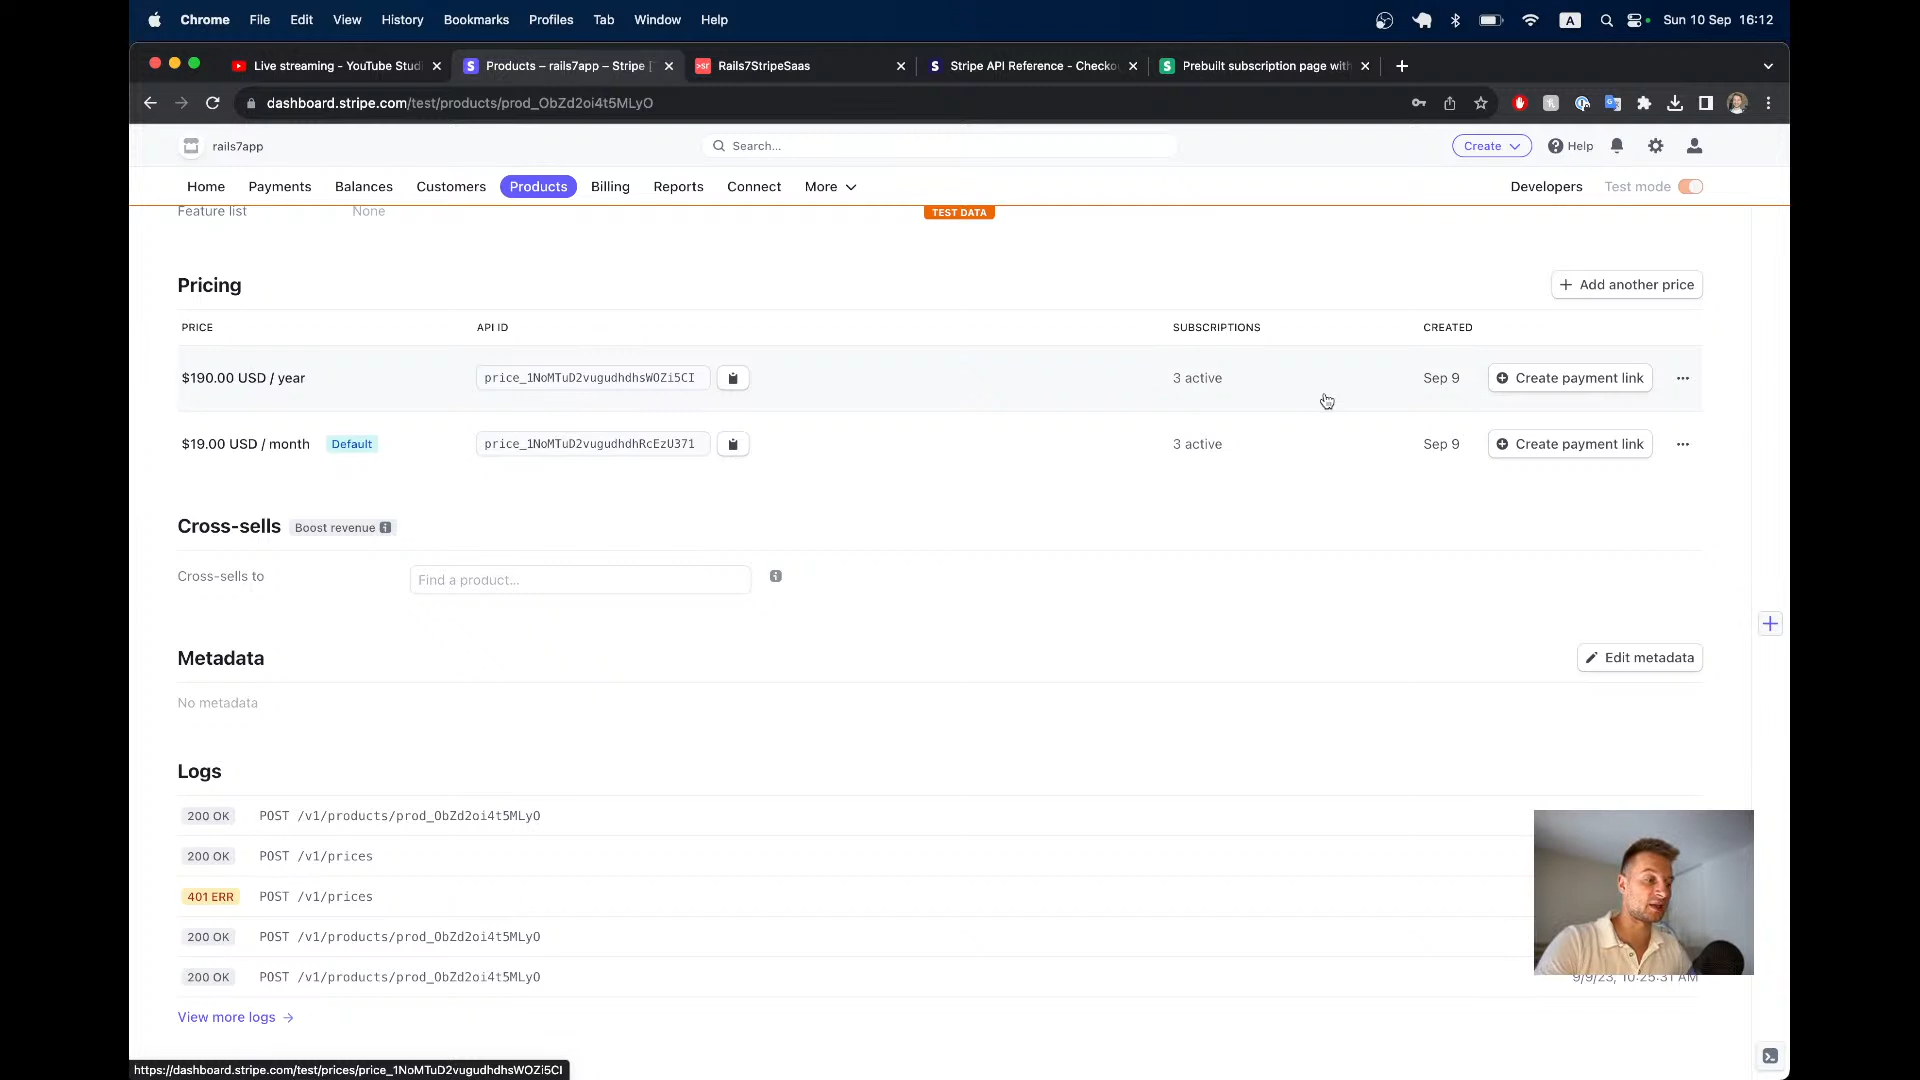 Chrome File Edit View History Bookmarks Profiles Tab Window Help A Sun 10 Sep 16:12
Live streaming - YouTube Studi Products – rails7app – Stripe [T Rails7StripeSaas Stripe API Reference - Checko Prebuilt subscription page with
dashboard.stripe.com/test/products/prod_ObZd2oi4t5MLyO
rails7app Search... Create Help
Home Payments Balances Customers Products Billing Reports Connect More Developers Test mode
Feature list None TEST DATA
Pricing + Add another price
PRICE API ID SUBSCRIPTIONS CREATED
$190.00 USD / year price_1NoMTuD2vugudhdhsWOZi5CI 3 active Sep 9 Create payment link
$19.00 USD / month Default price_1NoMTuD2vugudhdhRcEzU371 3 active Sep 9 Create payment link
Cross-sells Boost revenue
Cross-sells to Find a product...
Metadata Edit metadata
No metadata
Logs
200 OK POST /v1/products/prod_ObZd2oi4t5MLyO
200 OK POST /v1/prices
401 ERR POST /v1/prices
200 OK POST /v1/products/prod_ObZd2oi4t5MLyO
200 OK POST /v1/products/prod_ObZd2oi4t5MLyO 9/9/23, 10:25:31 AM
View more logs →
https://dashboard.stripe.com/test/prices/price_1NoMTuD2vugudhdhsWOZi5CI